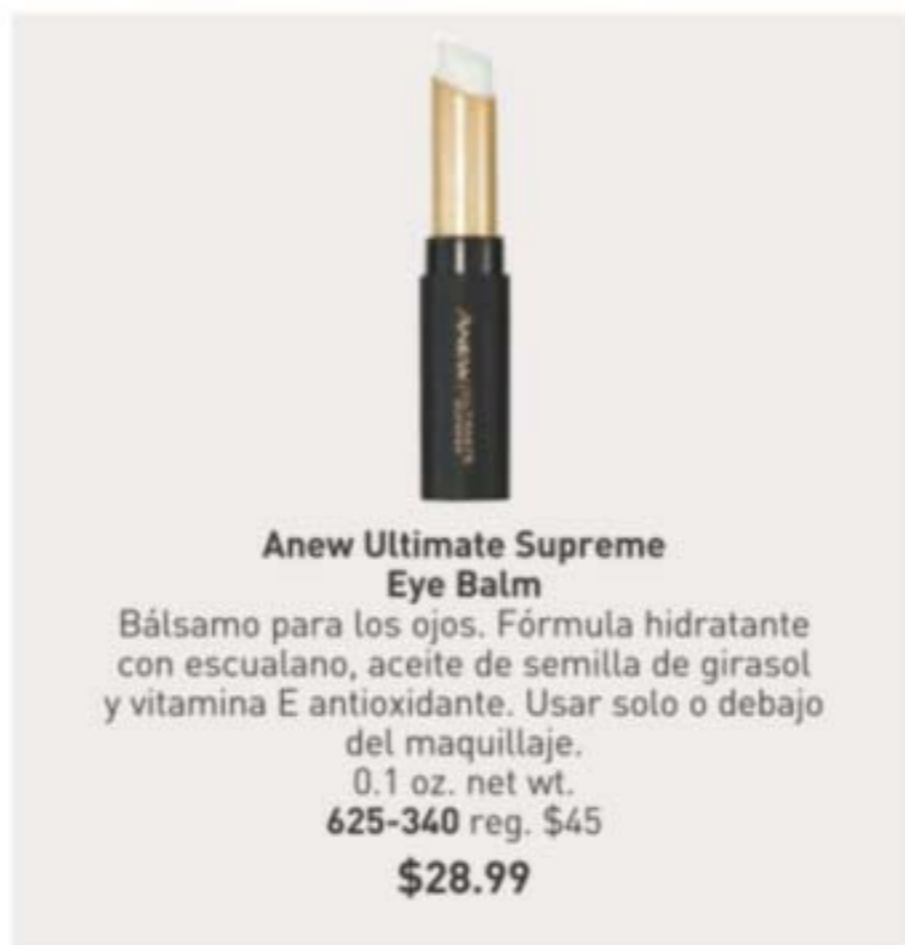 ANEW
Anew Ultimate Supreme
Eye Balm
Bálsamo para los ojos. Fórmula hidratante
con escualano, aceite de semilla de girasol
y vitamina E antioxidante. Usar solo o debajo
del maquillaje.
0.1 oz. net wt.
625-340 reg. $45
$28.99